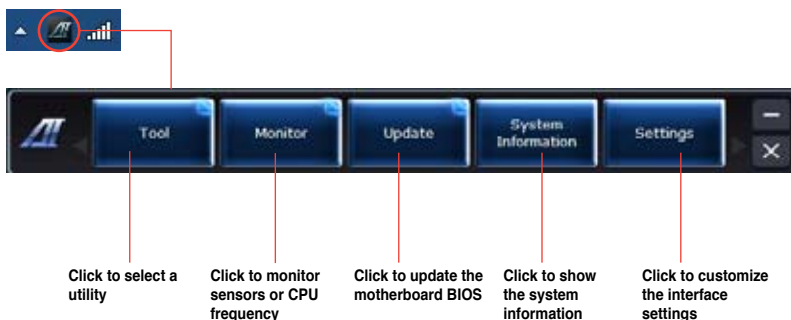 Tool
Monitor
Update
System
Information
Settings
Click to select a
utility
Click to monitor
sensors or CPU
frequency
Click to update the
motherboard BIOS
Click to show
the system
information
Click to customize
the interface
settings